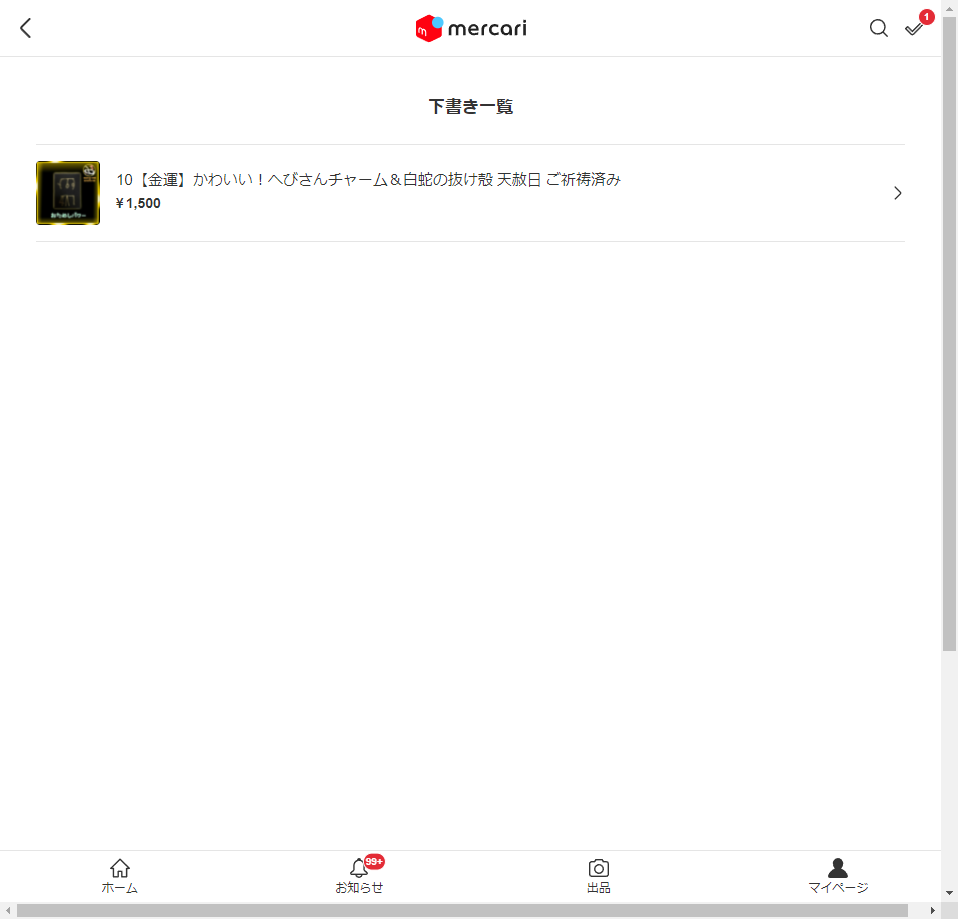 mercari
1
下書き一覧
10【金運】かわいい！へびさんチャーム＆白蛇の抜け殻 天赦日 ご祈祷済み
¥1,500
99+
ホーム
お知らせ
出品
マイページ